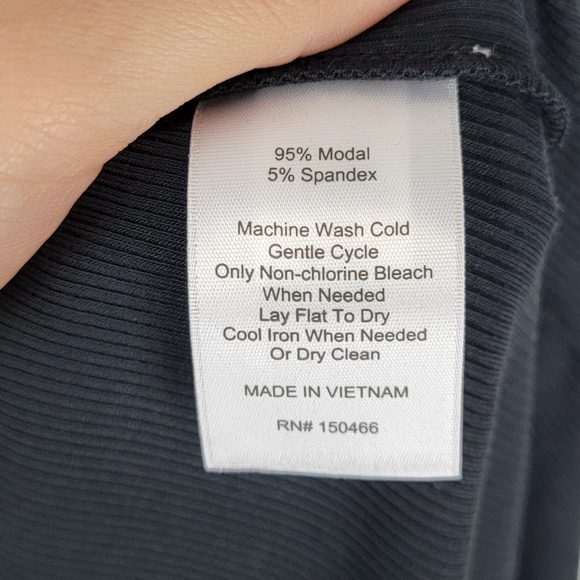 95% Modal
5% Spandex
Machine Wash Cold
Gentle Cycle
Only Non-chlorine Bleach
When Needed
Lay Flat To Dry
Cool Iron When Needed
Or Dry Clean
MADE IN VIETNAM
RN# 150466